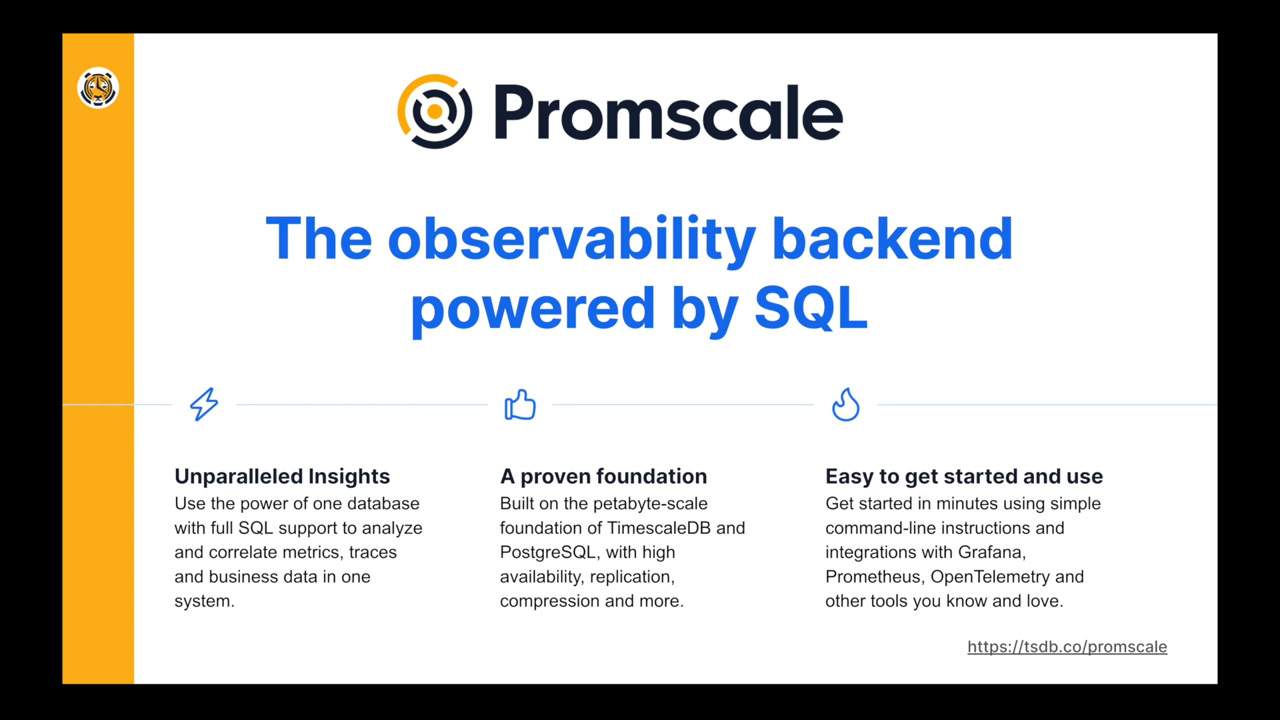 Promscale
The observability backend
powered by SQL
Unparalleled Insights
Use the power of one database
with full SQL support to analyze
and correlate metrics, traces
and business data in one
system.
A proven foundation
Built on the petabyte-scale
foundation of TimescaleDB and
PostgreSQL, with high
availability, replication,
compression and more.
Easy to get started and use
Get started in minutes using simple
command-line instructions and
integrations with Grafana,
Prometheus, OpenTelemetry and
other tools you know and love.
https://tsdb.co/promscale